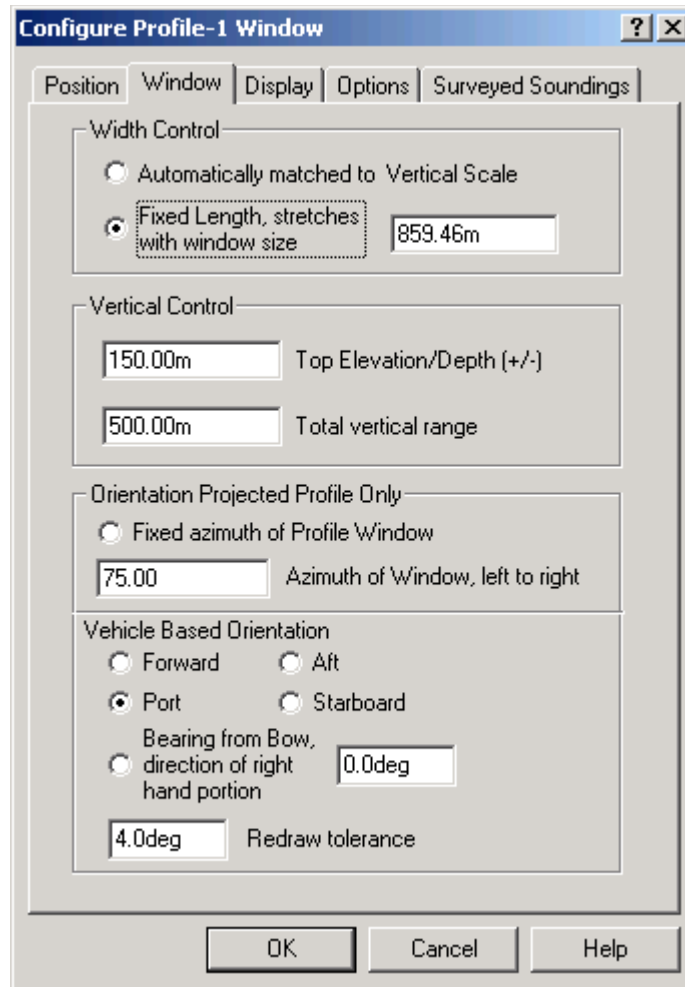 Configure Profile-1 Window
Position Window Display Options Surveyed Soundings
Width Control
Automatically matched to Vertical Scale
Fixed Length, stretches
with window size
859.46m
Vertical Control
150.00m Top Elevation/Depth (+/-)
500.00m Total vertical range
Orientation Projected Profile Only
Fixed azimuth of Profile Window
75.00 Azimuth of Window, left to right
Vehicle Based Orientation
Forward Aft
Port Starboard
Bearing from Bow,
direction of right
hand portion
0.0deg
4.0deg Redraw tolerance
OK Cancel Help